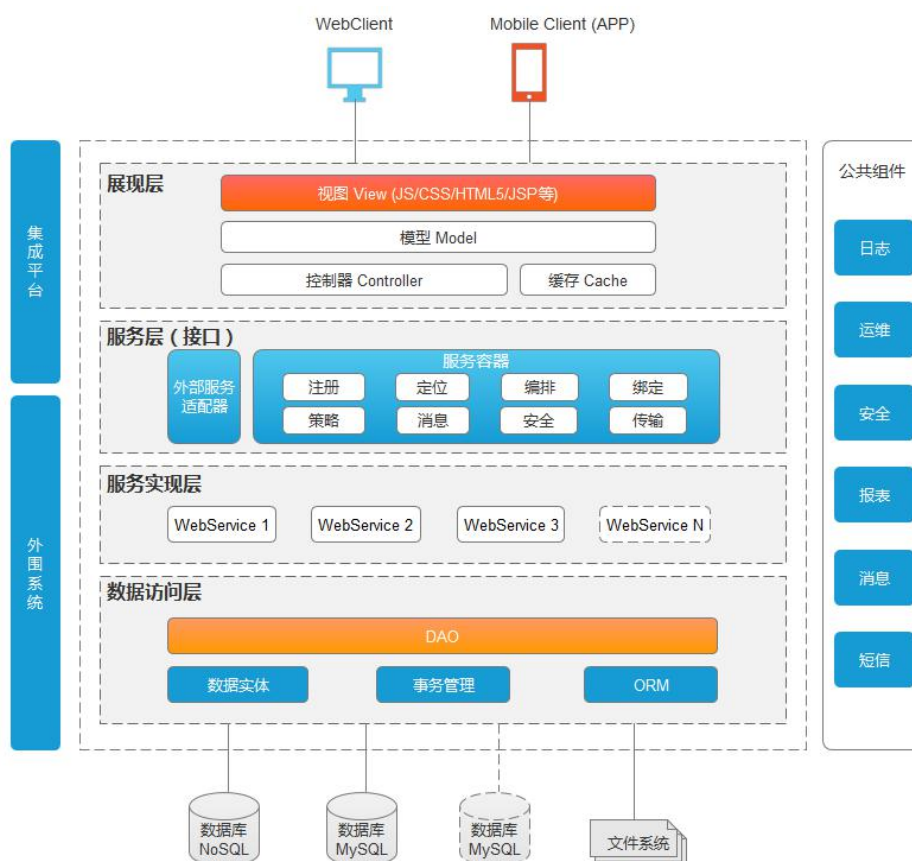 WebClient
Mobile Client (APP)
集成平台
外围系统
展现层
视图 View (JS/CSS/HTML5/JSP等)
模型 Model
控制器 Controller
缓存 Cache
服务层（接口）
外部服务
适配器
服务容器
注册
定位
编排
绑定
策略
消息
安全
传输
服务实现层
WebService 1
WebService 2
WebService 3
WebService N
数据访问层
DAO
数据实体
事务管理
ORM
数据库
NoSQL
数据库
MySQL
数据库
MySQL
文件系统
公共组件
日志
运维
安全
报表
消息
短信